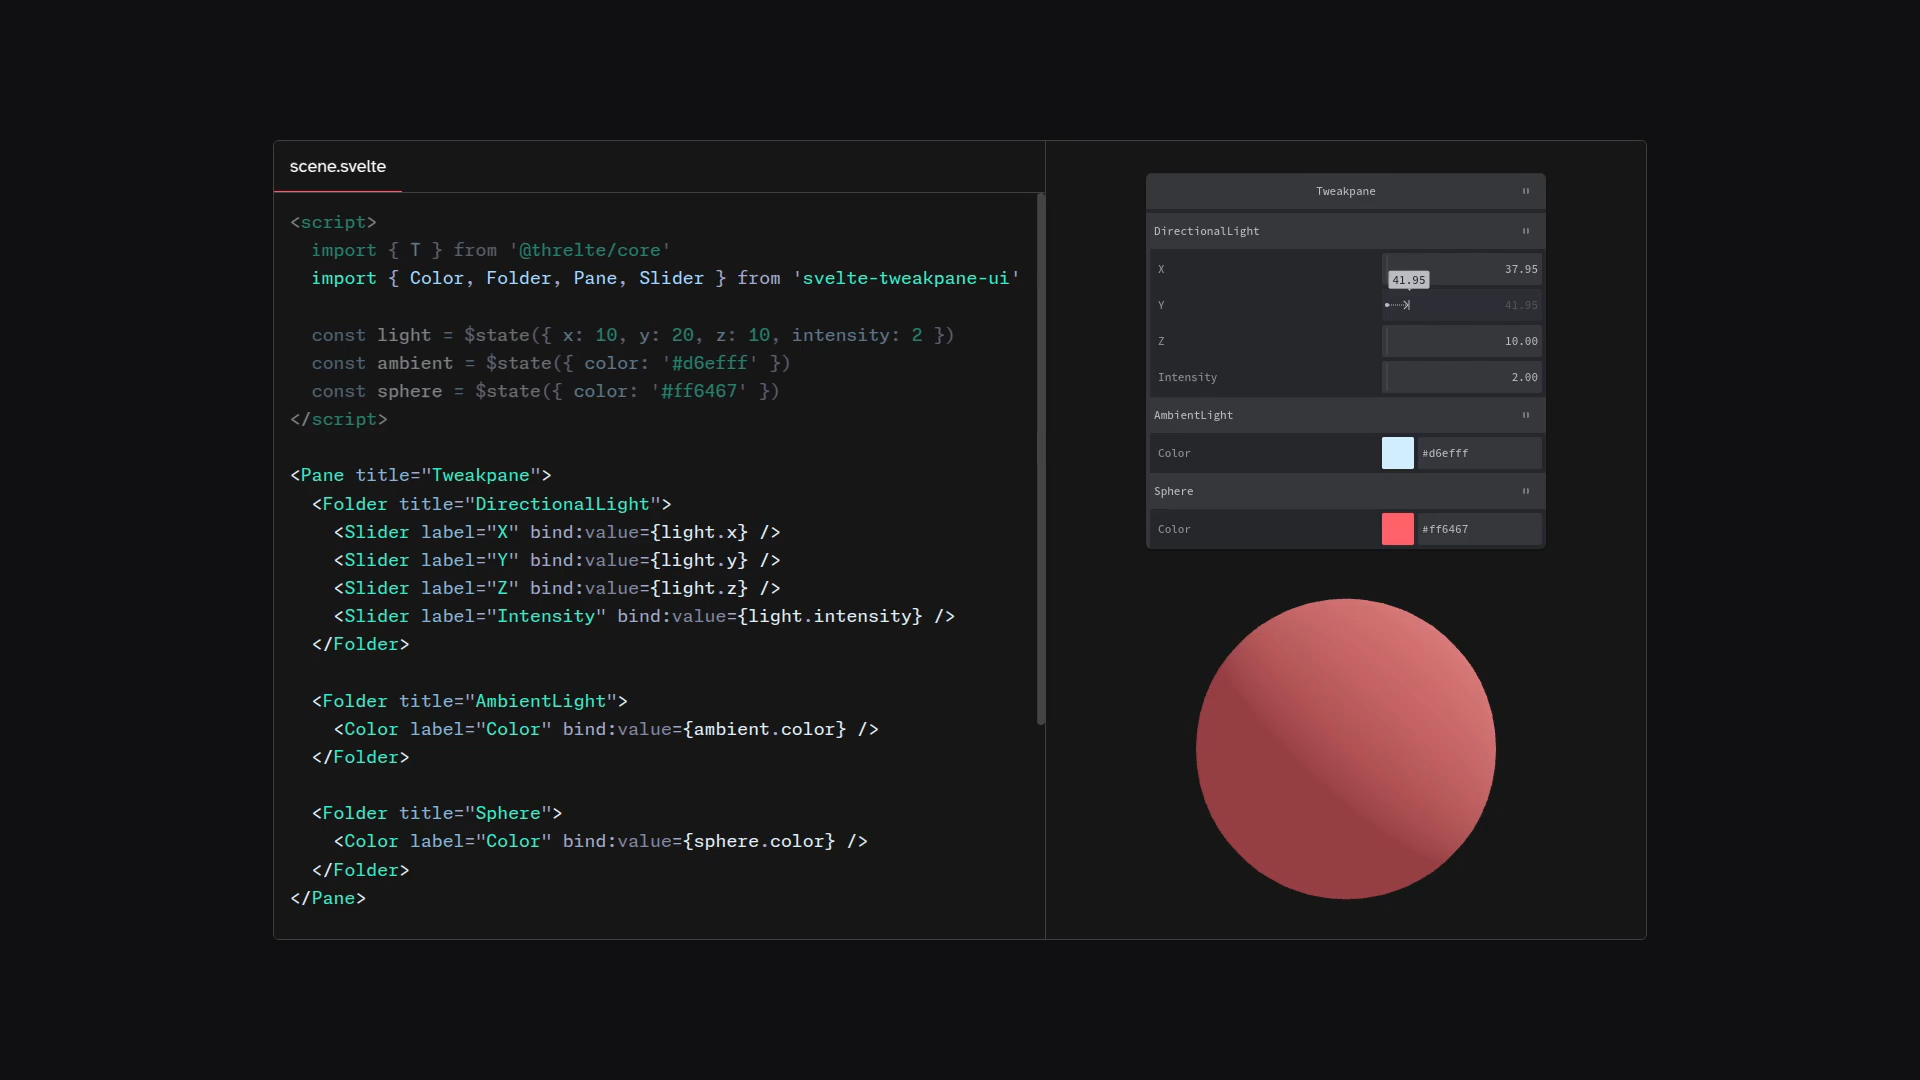 scene.svelte
<script>
  import { T } from '@threlte/core'
  import { Color, Folder, Pane, Slider } from 'svelte-tweakpane-ui'

  const light = $state({ x: 10, y: 20, z: 10, intensity: 2 })
  const ambient = $state({ color: '#d6efff' })
  const sphere = $state({ color: '#ff6467' })
</script>

<Pane title="Tweakpane">
  <Folder title="DirectionalLight">
    <Slider label="X" bind:value={light.x} />
    <Slider label="Y" bind:value={light.y} />
    <Slider label="Z" bind:value={light.z} />
    <Slider label="Intensity" bind:value={light.intensity} />
  </Folder>

  <Folder title="AmbientLight">
    <Color label="Color" bind:value={ambient.color} />
  </Folder>

  <Folder title="Sphere">
    <Color label="Color" bind:value={sphere.color} />
  </Folder>
</Pane>
Tweakpane
DirectionalLight
X 37.95
41.95
Y 41.95
Z 10.00
Intensity 2.00
AmbientLight
Color #d6efff
Sphere
Color #ff6467